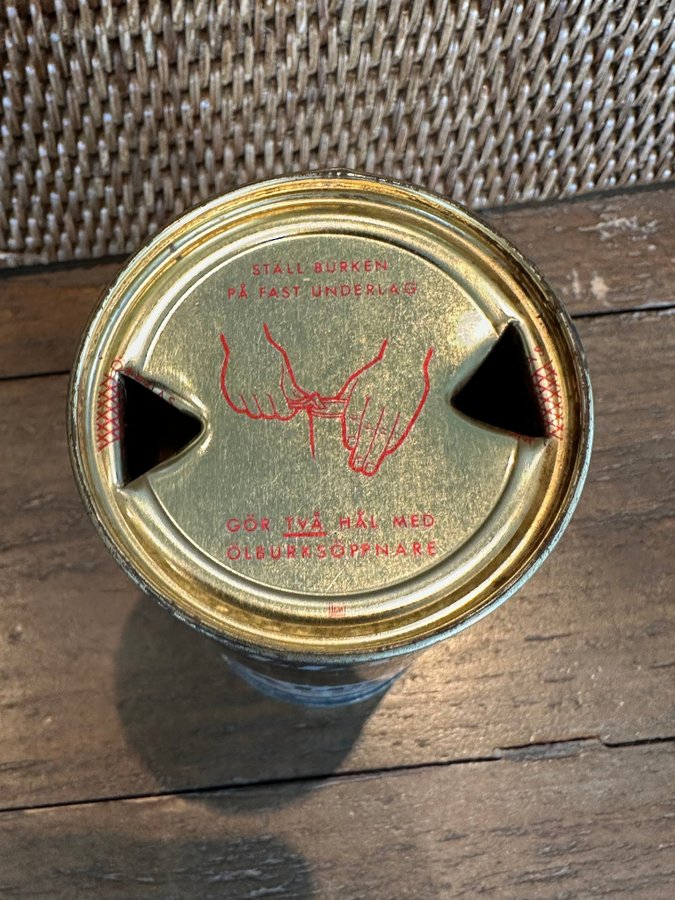 STÄLL BURKEN
PÅ FAST UNDERLAG
GÖR TVÅ HÅL MED
ÖLBURKSÖPPNARE